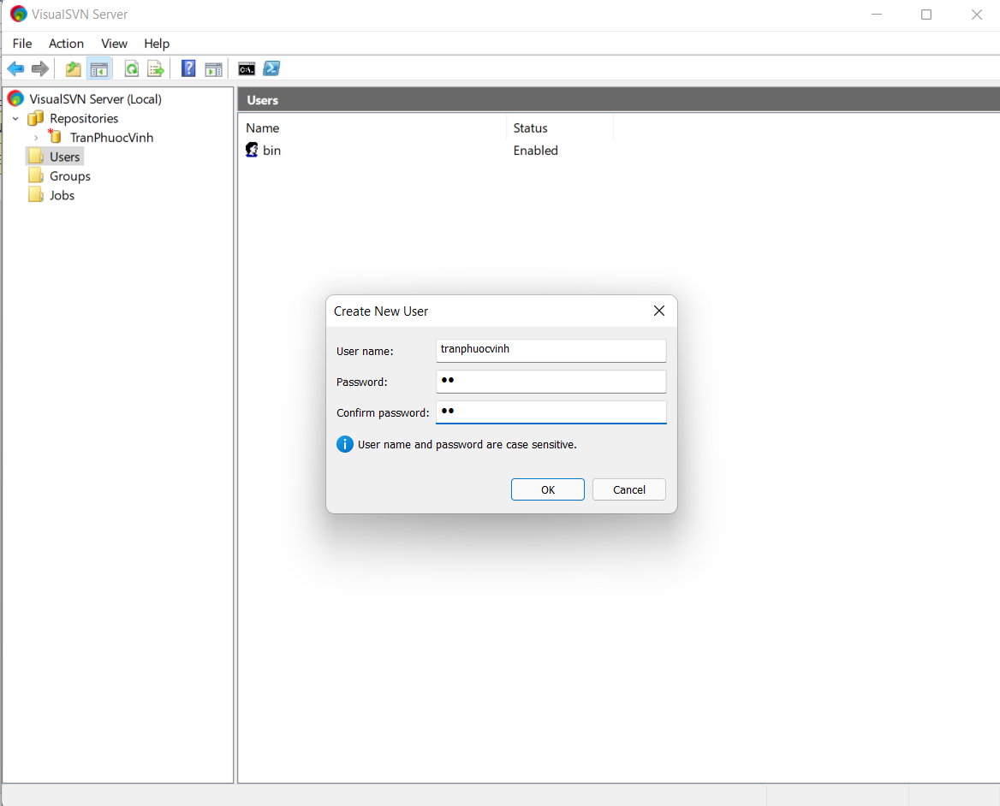 VisualSVN Server
File Action View Help
VisualSVN Server (Local)
Repositories
TranPhuocVinh
Users
Groups
Jobs
Users
Name Status
bin Enabled
Create New User
User name: tranphuocvinh
Password: ●●
Confirm password: ●●
User name and password are case sensitive.
OK Cancel